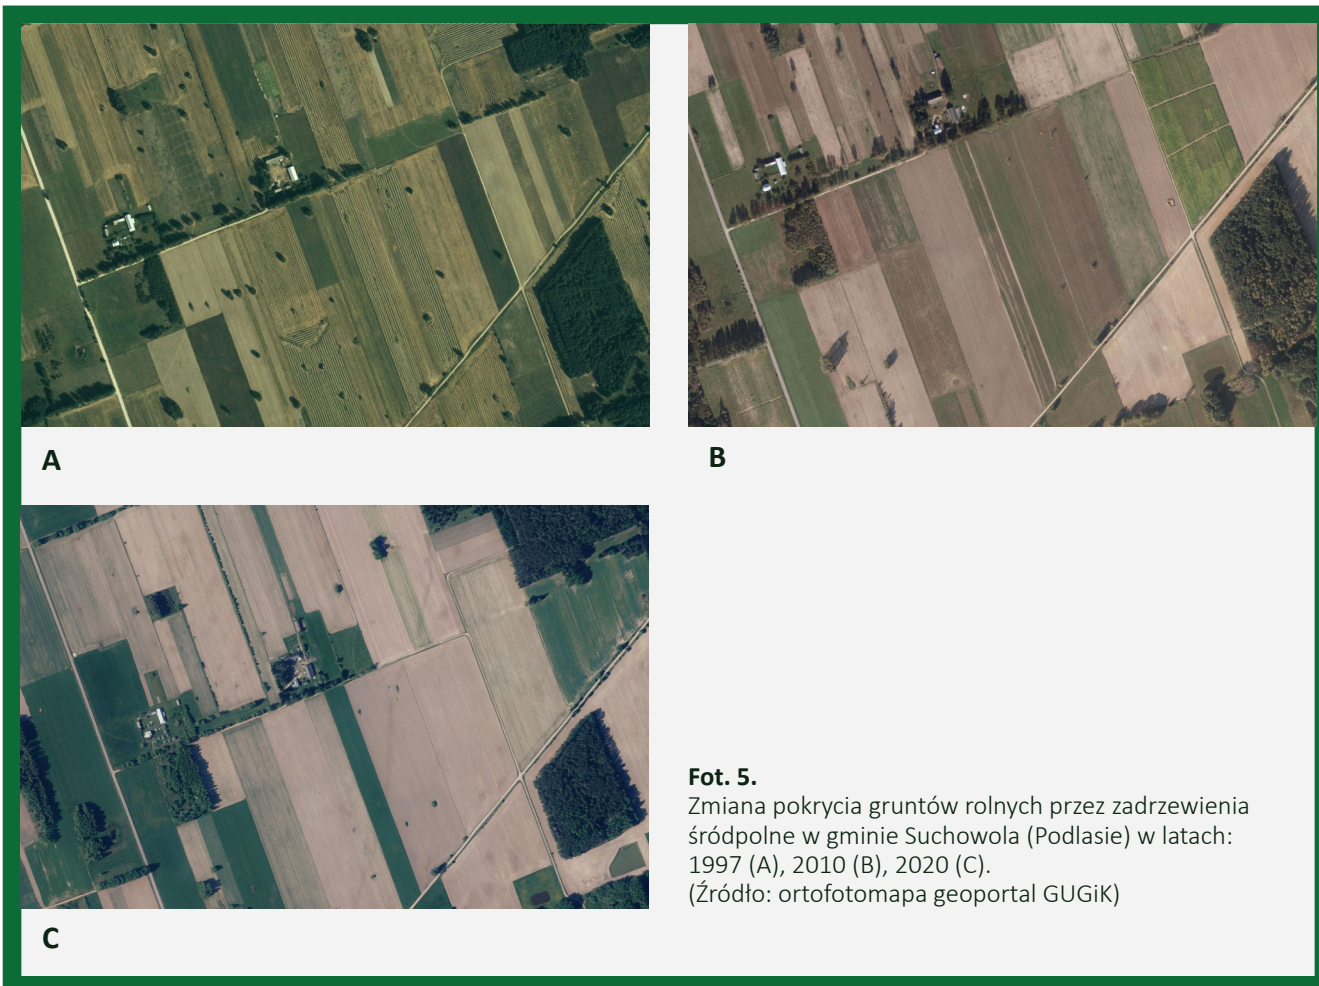 A
B
C
Fot. 5.
Zmiana pokrycia gruntów rolnych przez zadrzewienia
śródpolne w gminie Suchowola (Podlasie) w latach:
1997 (A), 2010 (B), 2020 (C).
(Źródło: ortofotomapa geoportal GUGiK)